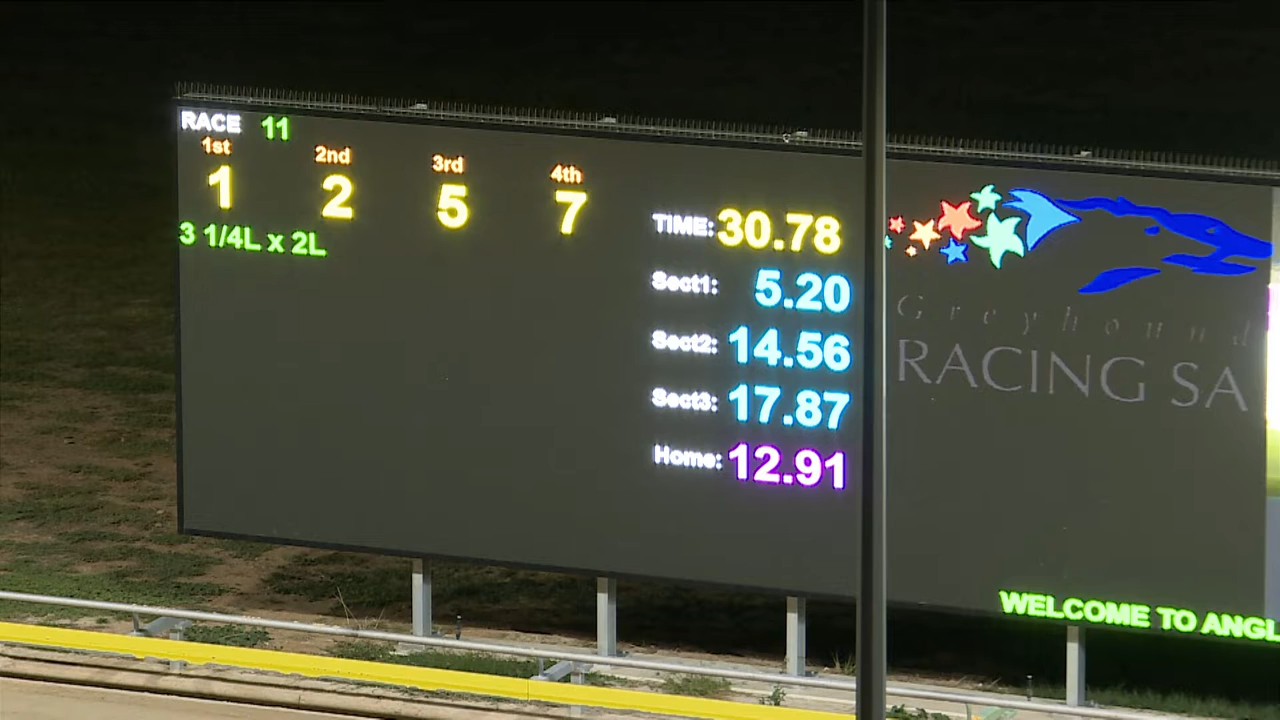 RACE 11
1st 2nd 3rd 4th
1 2 5 7
3 1/4L x 2L
TIME: 30.78
Sect1: 5.20
Sect2: 14.56
Sect3: 17.87
Home: 12.91
Greyhound
RACING SA
WELCOME TO ANGL